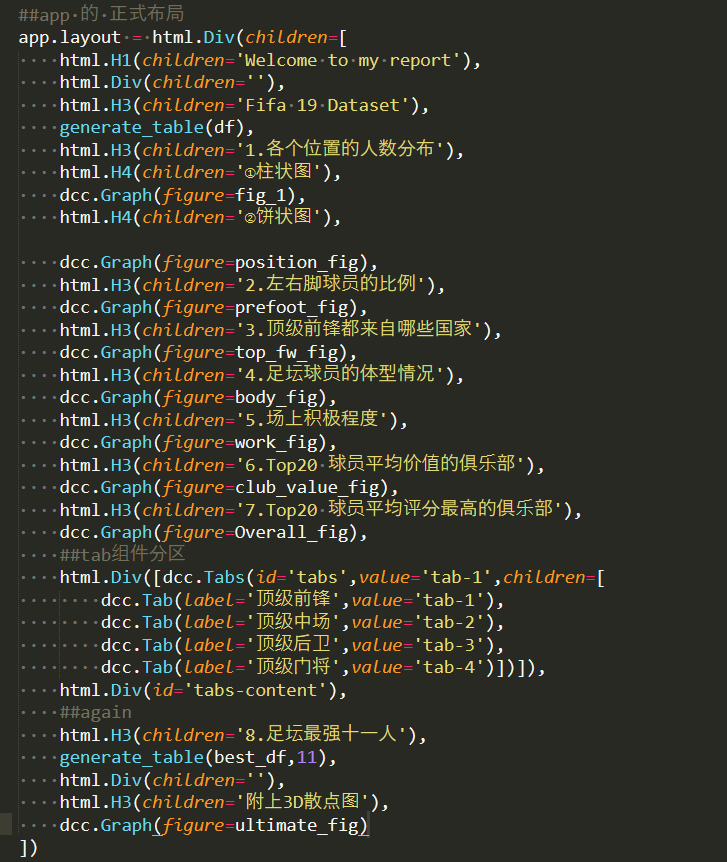 ##app 的 正式布局
app.layout = html.Div(children=[
    html.H1(children='Welcome to my report'),
    html.Div(children=''),
    html.H3(children='Fifa 19 Dataset'),
    generate_table(df),
    html.H3(children='1.各个位置的人数分布'),
    html.H4(children='①柱状图'),
    dcc.Graph(figure=fig_1),
    html.H4(children='②饼状图'),
    dcc.Graph(figure=position_fig),
    html.H3(children='2.左右脚球员的比例'),
    dcc.Graph(figure=prefoot_fig),
    html.H3(children='3.顶级前锋都来自哪些国家'),
    dcc.Graph(figure=top_fw_fig),
    html.H3(children='4.足坛球员的体型情况'),
    dcc.Graph(figure=body_fig),
    html.H3(children='5.场上积极程度'),
    dcc.Graph(figure=work_fig),
    html.H3(children='6.Top20 球员平均价值的俱乐部'),
    dcc.Graph(figure=club_value_fig),
    html.H3(children='7.Top20 球员平均评分最高的俱乐部'),
    dcc.Graph(figure=Overall_fig),
    ##tab组件分区
    html.Div([dcc.Tabs(id='tabs',value='tab-1',children=[
        dcc.Tab(label='顶级前锋',value='tab-1'),
        dcc.Tab(label='顶级中场',value='tab-2'),
        dcc.Tab(label='顶级后卫',value='tab-3'),
        dcc.Tab(label='顶级门将',value='tab-4')])]),
    html.Div(id='tabs-content'),
    ##again
    html.H3(children='8.足坛最强十一人'),
    generate_table(best_df,11),
    html.Div(children=''),
    html.H3(children='附上3D散点图'),
    dcc.Graph(figure=ultimate_fig)
])